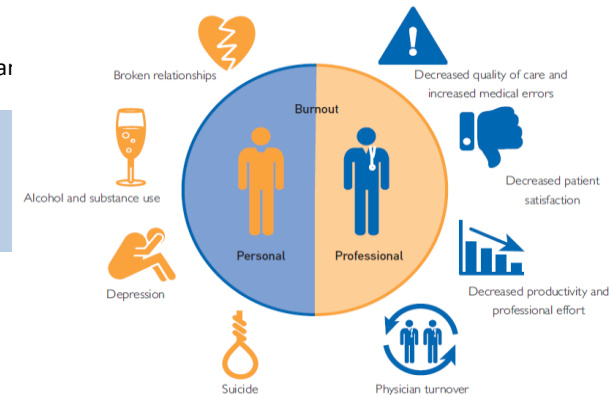 Broken relationships
Decreased quality of care and
increased medical errors
Burnout
Alcohol and substance use
Decreased patient
satisfaction
Personal
Professional
Depression
Decreased productivity and
professional effort
Suicide
Physician turnover